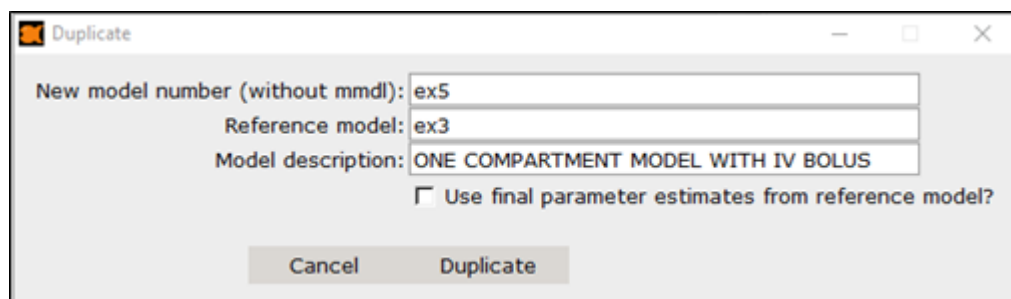 Duplicate
New model number (without mmdl): ex5
Reference model: ex3
Model description: ONE COMPARTMENT MODEL WITH IV BOLUS
Use final parameter estimates from reference model?
Cancel Duplicate